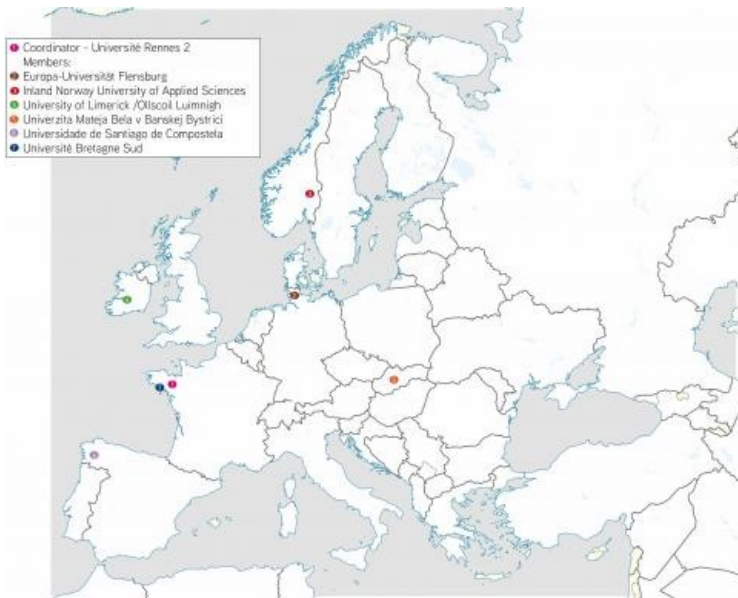 Coordinator - Université Rennes 2
Members:
Europa-Universität Flensburg
Inland Norway University of Applied Sciences
University of Limerick /Ollscoil Luimnigh
Univerzita Mateja Bela v Banskej Bystrici
Universidade de Santiago de Compostela
Université Bretagne Sud